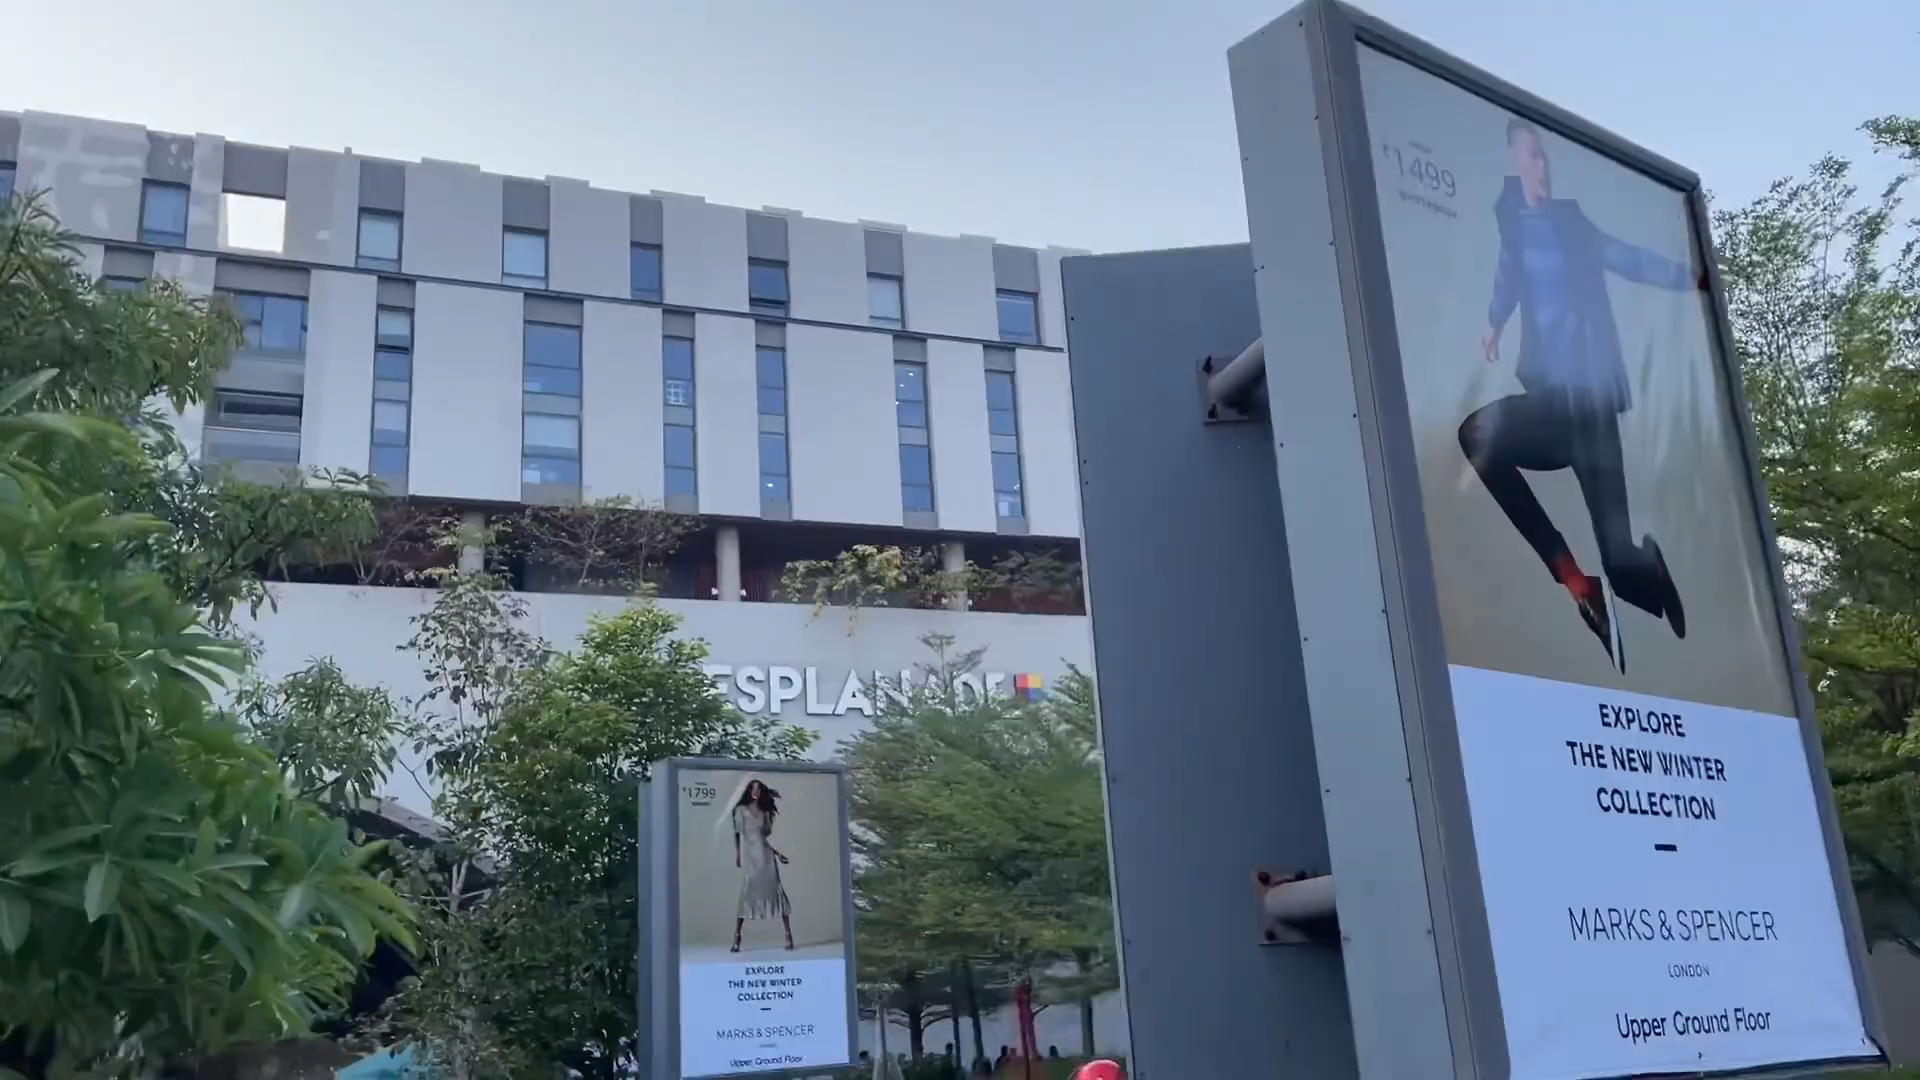 ESPLANADE
₹1799
EXPLORE
THE NEW WINTER
COLLECTION
MARKS & SPENCER
Upper Ground Floor
₹1499
EXPLORE
THE NEW WINTER
COLLECTION
MARKS & SPENCER
LONDON
Upper Ground Floor